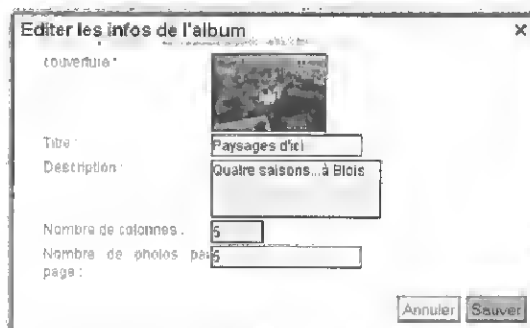 Editer les infos de l'album ×
couverture *
Titre :
Paysages d'ici
Description :
Quatre saisons...à Blois
Nombre de colonnes :
5
Nombre de photos par
5
page :
Annuler Sauver